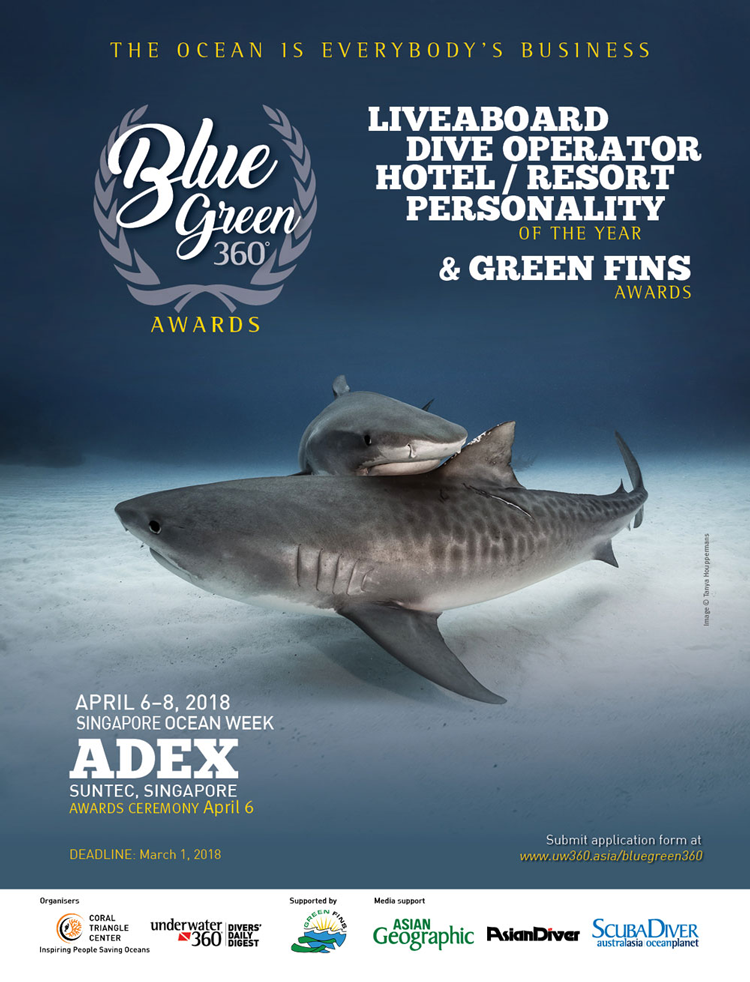 THE OCEAN IS EVERYBODY'S BUSINESS
Blue
Green
360°
AWARDS
LIVEABOARD
DIVE OPERATOR
HOTEL / RESORT
PERSONALITY
OF THE YEAR
& GREEN FINS
AWARDS
Image © Tanya Houppermans
APRIL 6–8, 2018
SINGAPORE OCEAN WEEK
ADEX
SUNTEC, SINGAPORE
AWARDS CEREMONY April 6
DEADLINE: March 1, 2018
Submit application form at
www.uw360.asia/bluegreen360
Organisers
CORAL
TRIANGLE
CENTER
Inspiring People Saving Oceans
underwater
360°
DIVERS'
DAILY
DIGEST
Supported by
GREEN FINS
Media support
ASIAN
Geographic
AsianDiver
SCUBADIVER
australasia oceanplanet